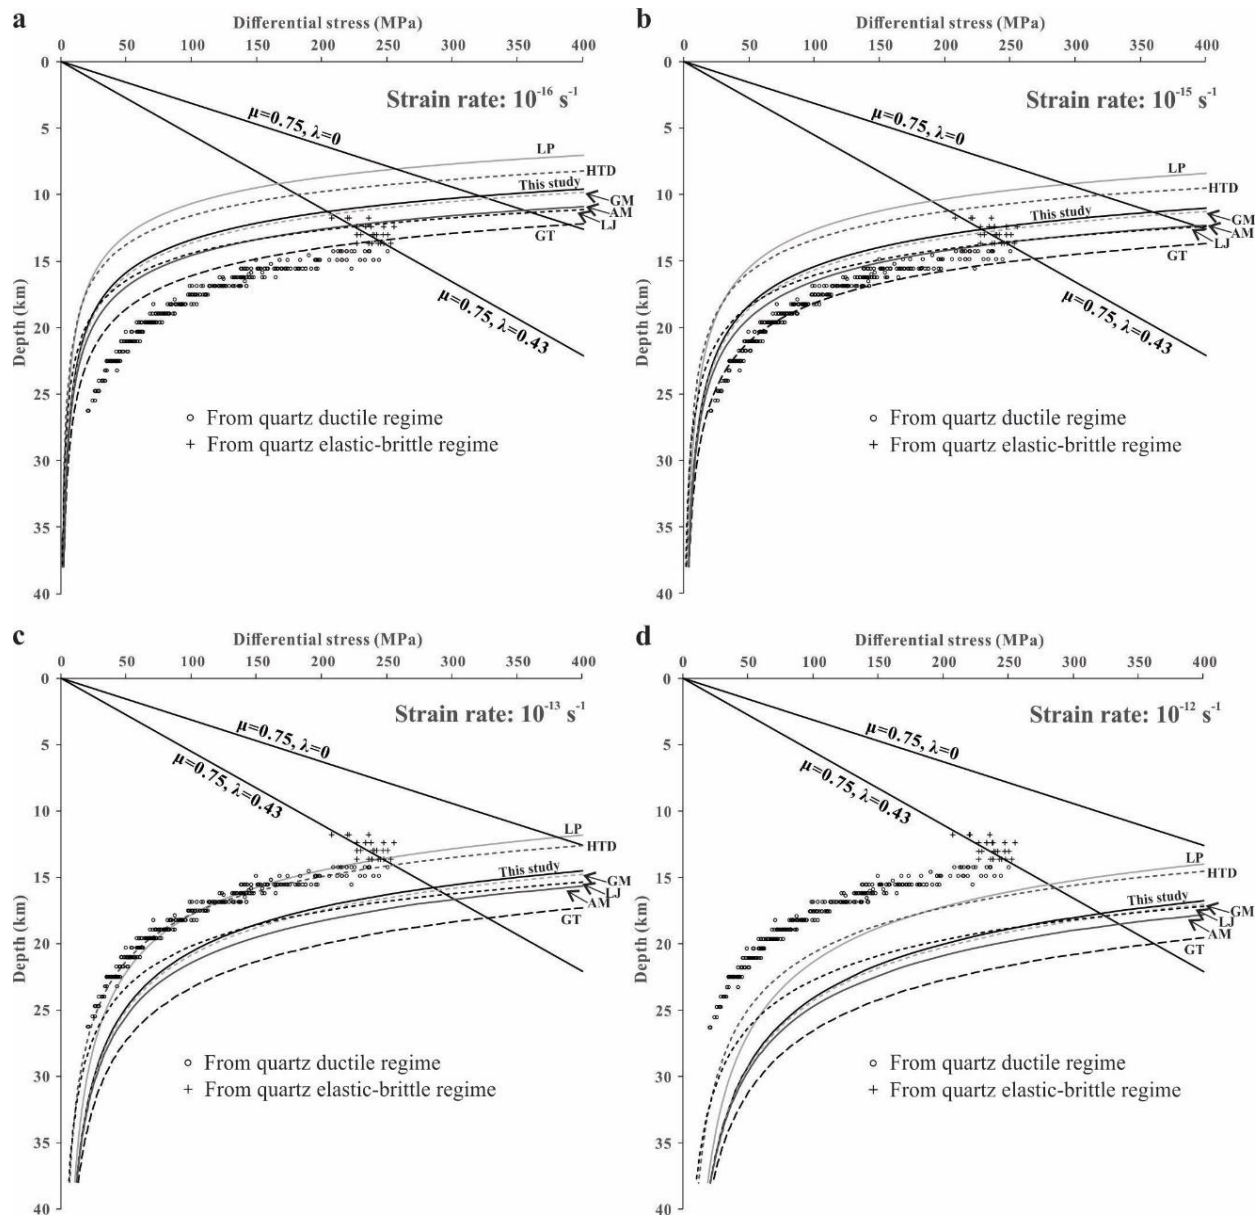 a
Differential stress (MPa)
0 50 100 150 200 250 300 350 400
0
5
10
15
20
25
30
35
40
Depth (km)
Strain rate: 10⁻¹⁶ s⁻¹
μ=0.75, λ=0
μ=0.75, λ=0.43
LP
HTD
This study
GM
AM
LJ
GT
From quartz ductile regime
From quartz elastic-brittle regime
b
Differential stress (MPa)
0 50 100 150 200 250 300 350 400
0
5
10
15
20
25
30
35
40
Depth (km)
Strain rate: 10⁻¹⁵ s⁻¹
μ=0.75, λ=0
μ=0.75, λ=0.43
LP
HTD
This study
GM
AM
LJ
GT
From quartz ductile regime
From quartz elastic-brittle regime
c
Differential stress (MPa)
0 50 100 150 200 250 300 350 400
0
5
10
15
20
25
30
35
40
Depth (km)
Strain rate: 10⁻¹³ s⁻¹
μ=0.75, λ=0
μ=0.75, λ=0.43
LP
HTD
This study
GM
LJ
AM
GT
From quartz ductile regime
From quartz elastic-brittle regime
d
Differential stress (MPa)
0 50 100 150 200 250 300 350 400
0
5
10
15
20
25
30
35
40
Depth (km)
Strain rate: 10⁻¹² s⁻¹
μ=0.75, λ=0
μ=0.75, λ=0.43
LP
HTD
This study
GM
LJ
AM
GT
From quartz ductile regime
From quartz elastic-brittle regime